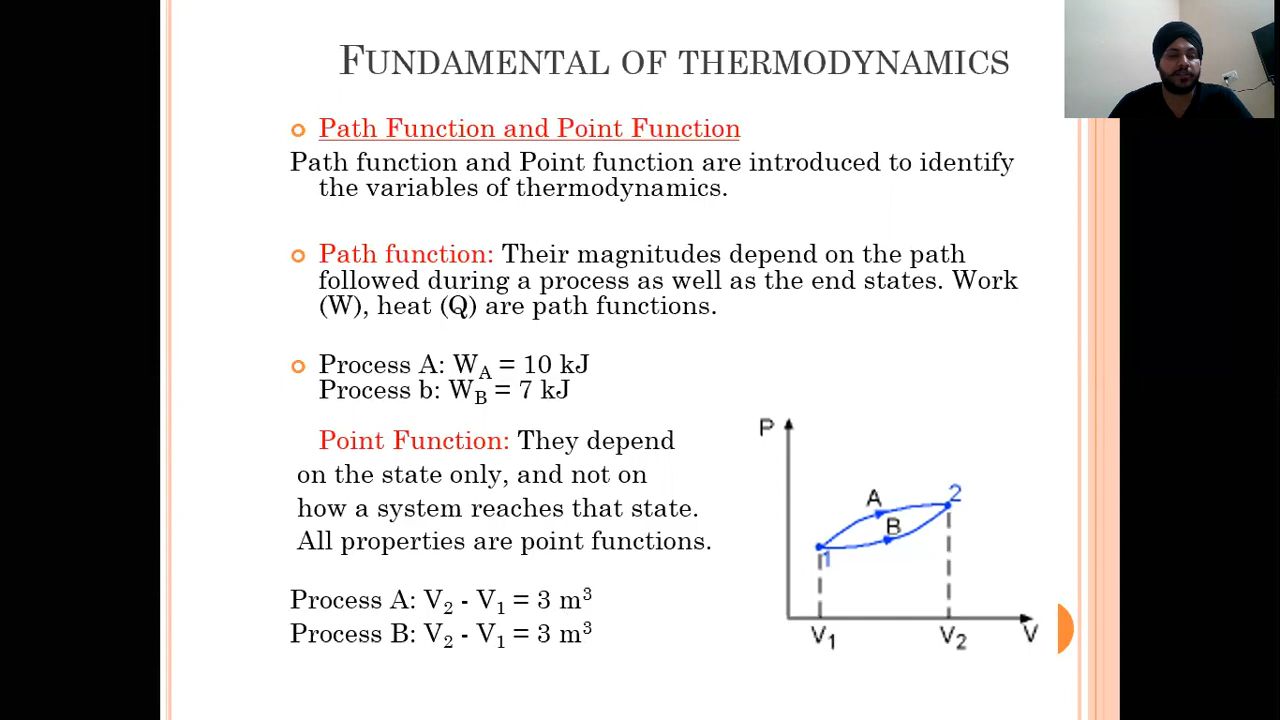 FUNDAMENTAL OF THERMODYNAMICS
Path Function and Point Function
Path function and Point function are introduced to identify
the variables of thermodynamics.
Path function: Their magnitudes depend on the path
followed during a process as well as the end states. Work
(W), heat (Q) are path functions.
Process A: W_A = 10 kJ
Process b: W_B = 7 kJ
Point Function: They depend
on the state only, and not on
how a system reaches that state.
All properties are point functions.
Process A: V₂ - V₁ = 3 m³
Process B: V₂ - V₁ = 3 m³
P
A
2
B
1
V₁
V₂
V